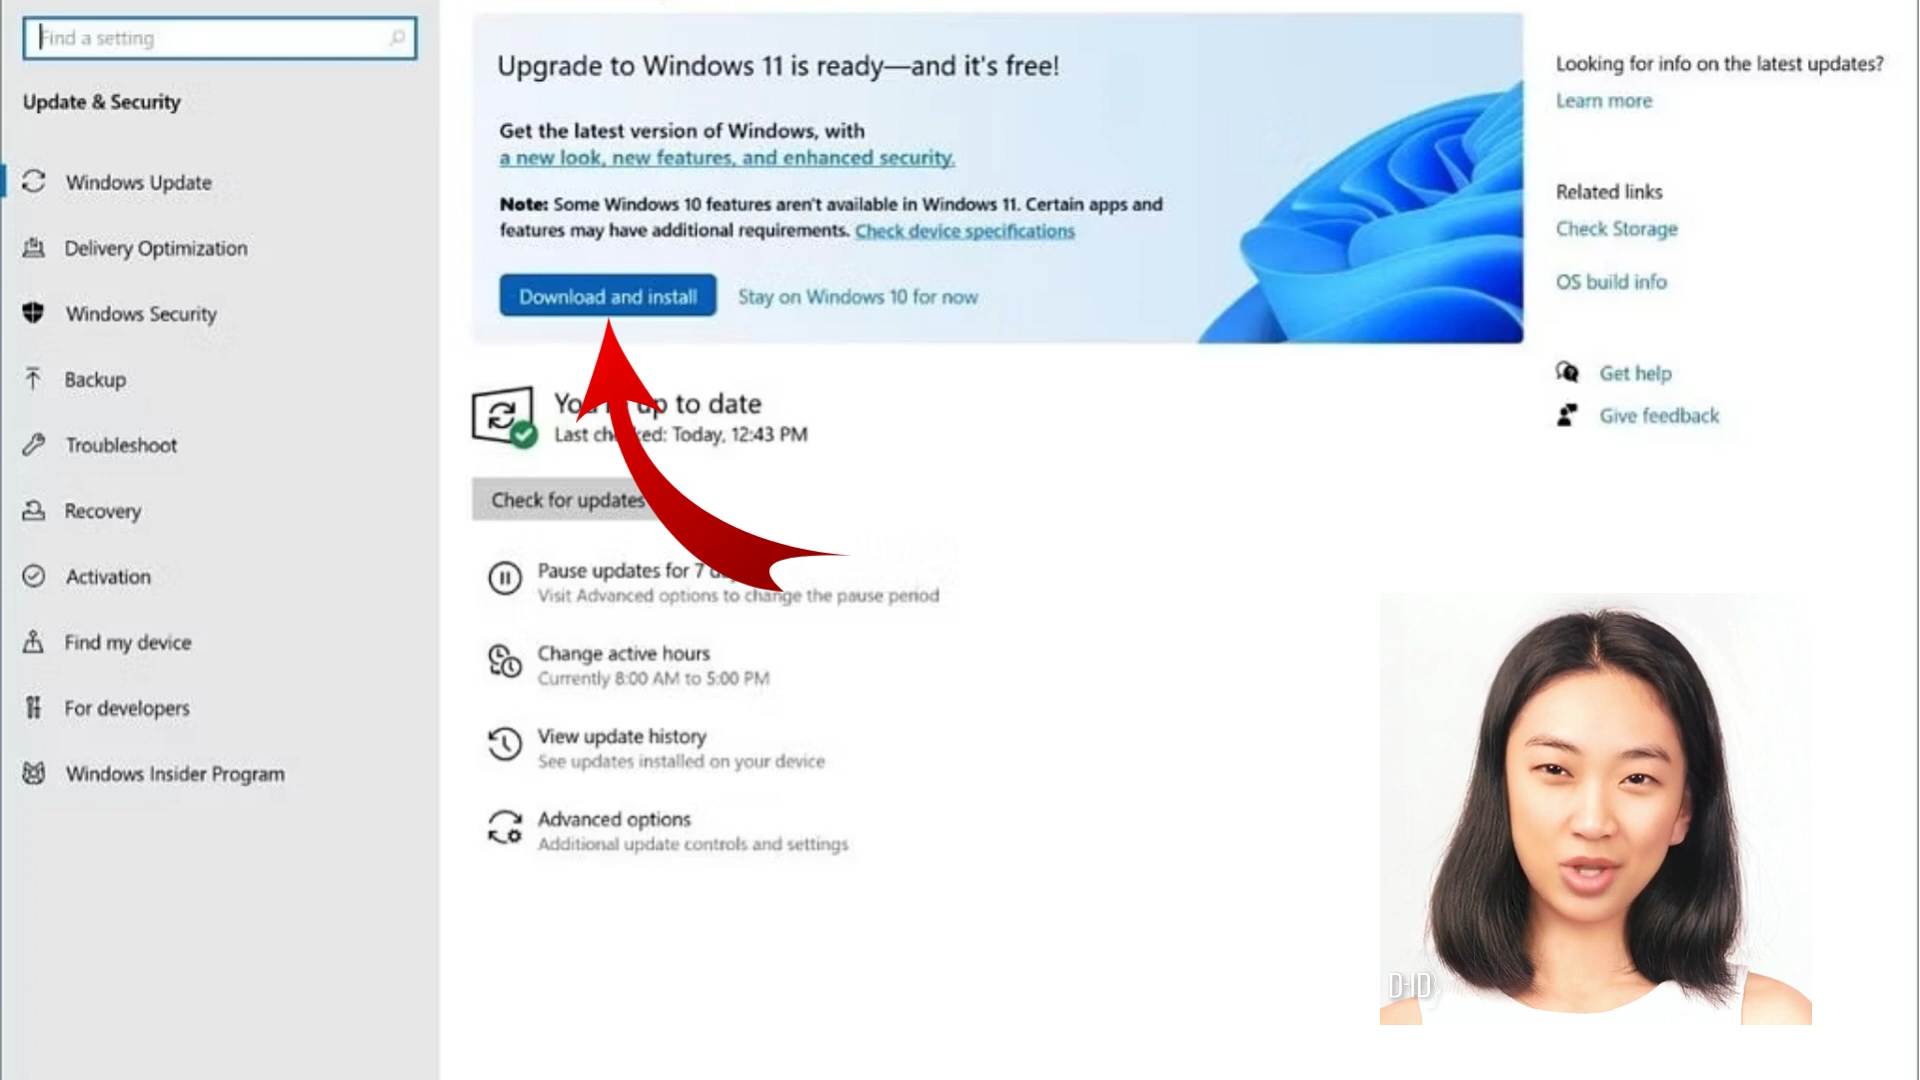 Find a setting
Update & Security
Windows Update
Delivery Optimization
Windows Security
Backup
Troubleshoot
Recovery
Activation
Find my device
For developers
Windows Insider Program
Upgrade to Windows 11 is ready—and it's free!
Get the latest version of Windows, with
a new look, new features, and enhanced security.
Note: Some Windows 10 features aren't available in Windows 11. Certain apps and
features may have additional requirements. Check device specifications
Download and install
Stay on Windows 10 for now
up to date
Last checked: Today, 12:43 PM
Check for updates
Pause updates for 7
Visit Advanced options to change the pause period
Change active hours
Currently 8:00 AM to 5:00 PM
View update history
See updates installed on your device
Advanced options
Additional update controls and settings
Looking for info on the latest updates?
Learn more
Related links
Check Storage
OS build info
Get help
Give feedback
D-ID